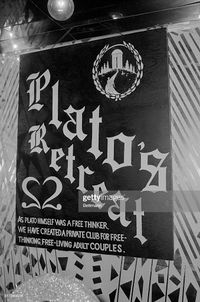 Plato's
Retreat
AS PLATO HIMSELF WAS A FREE THINKER,
WE HAVE CREATED A PRIVATE CLUB FOR FREE-
THINKING FREE-LIVING ADULT COUPLES.
gettyimages
Bettmann